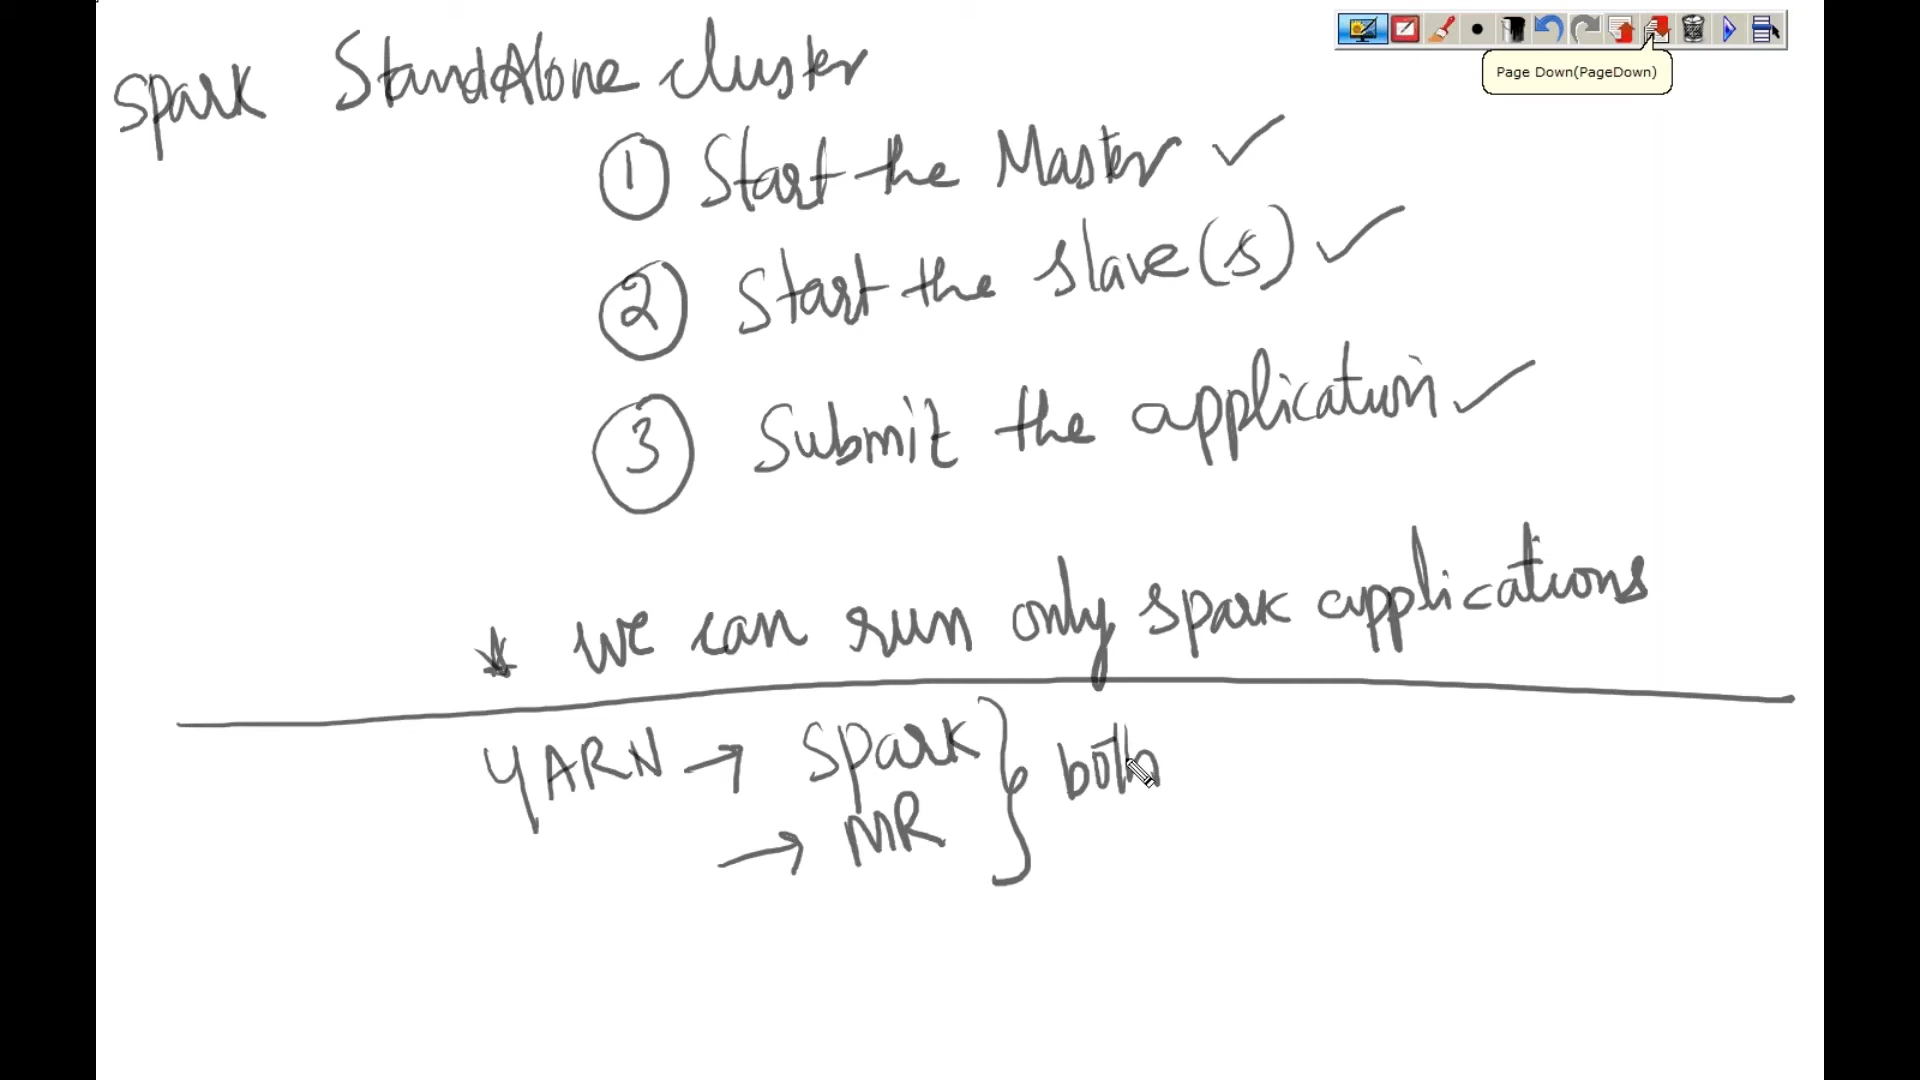 Page Down(PageDown)
spark StandAlone cluster
1 Start the Master ✓
2 Start the slave(s) ✓
3 Submit the application ✓
* we can run only spark applications
YARN → Spark } both
→ MR